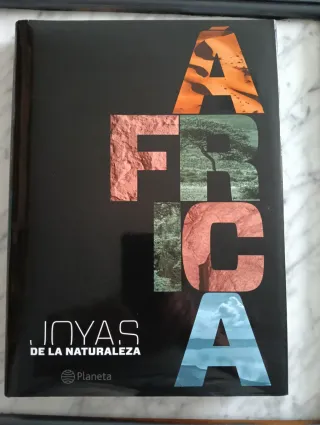 ÁFRICA
JOYAS
DE LA NATURALEZA
Planeta